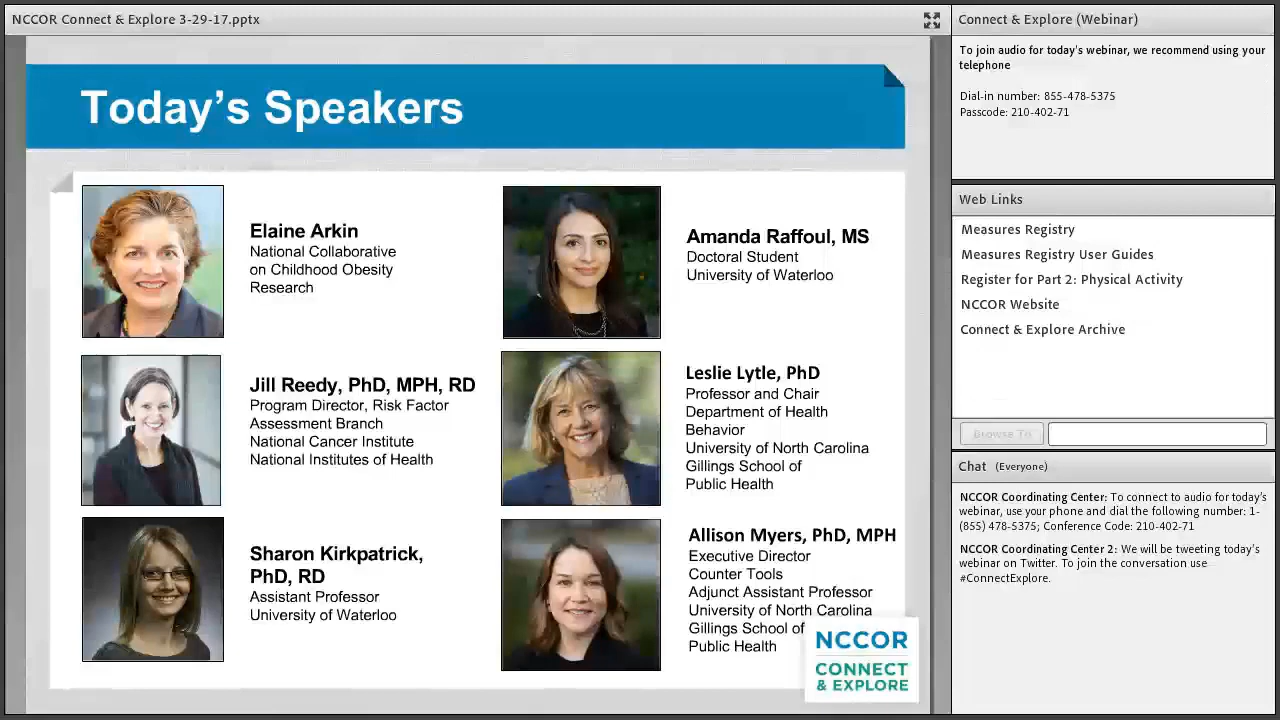 NCCOR Connect & Explore 3-29-17.pptx
Today's Speakers
Elaine Arkin
National Collaborative
on Childhood Obesity
Research
Amanda Raffoul, MS
Doctoral Student
University of Waterloo
Jill Reedy, PhD, MPH, RD
Program Director, Risk Factor
Assessment Branch
National Cancer Institute
National Institutes of Health
Leslie Lytle, PhD
Professor and Chair
Department of Health
Behavior
University of North Carolina
Gillings School of
Public Health
Sharon Kirkpatrick,
PhD, RD
Assistant Professor
University of Waterloo
Allison Myers, PhD, MPH
Executive Director
Counter Tools
Adjunct Assistant Professor
University of North Carolina
Gillings School of
Public Health
NCCOR
CONNECT
& EXPLORE
Connect & Explore (Webinar)
To join audio for today's webinar, we recommend using your
telephone
Dial-in number: 855-478-5375
Passcode: 210-402-71
Web Links
Measures Registry
Measures Registry User Guides
Register for Part 2: Physical Activity
NCCOR Website
Connect & Explore Archive
Browse To
Chat (Everyone)
NCCOR Coordinating Center: To connect to audio for today's
webinar, use your phone and dial the following number: 1-
(855) 478-5375; Conference Code: 210-402-71
NCCOR Coordinating Center 2: We will be tweeting today's
webinar on Twitter. To join the conversation use
#ConnectExplore.